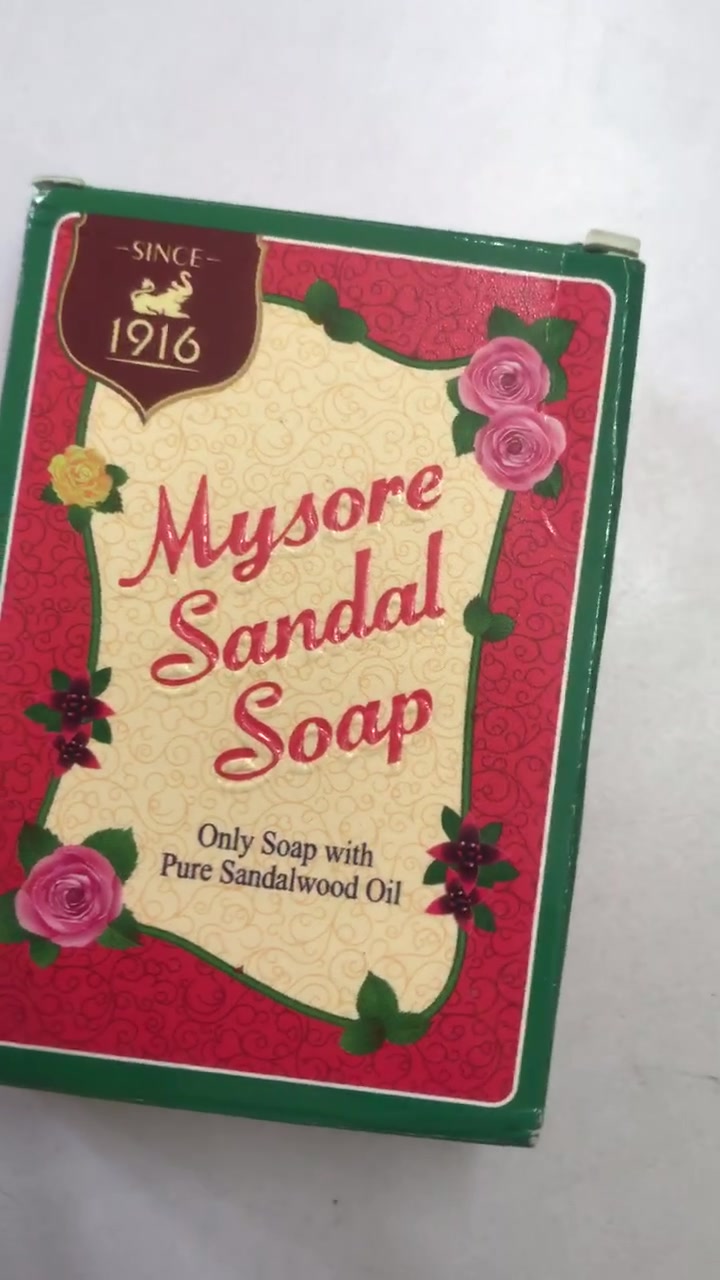 -SINCE-
1916
Mysore
Sandal
Soap
Only Soap with
Pure Sandalwood Oil